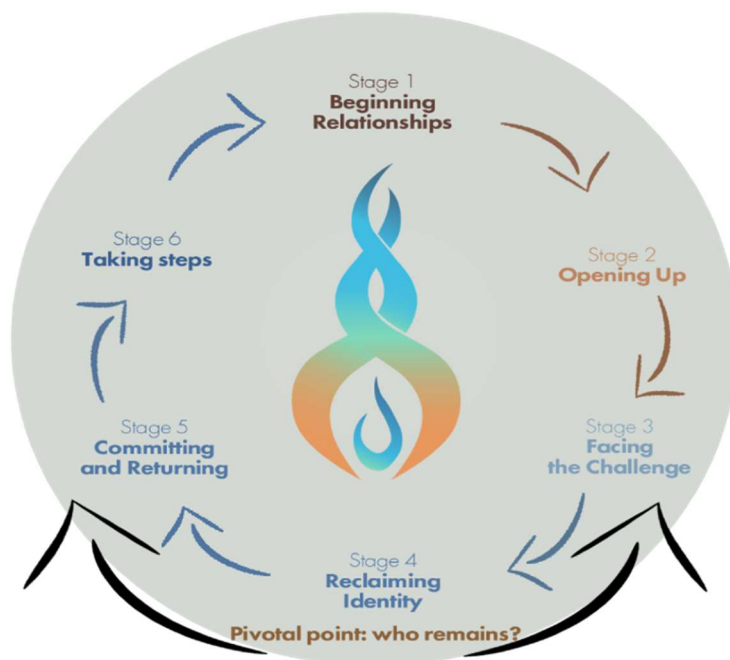 Stage 1
Beginning
Relationships
Stage 2
Opening Up
Stage 3
Facing
the Challenge
Stage 4
Reclaiming
Identity
Pivotal point: who remains?
Stage 5
Committing
and Returning
Stage 6
Taking steps